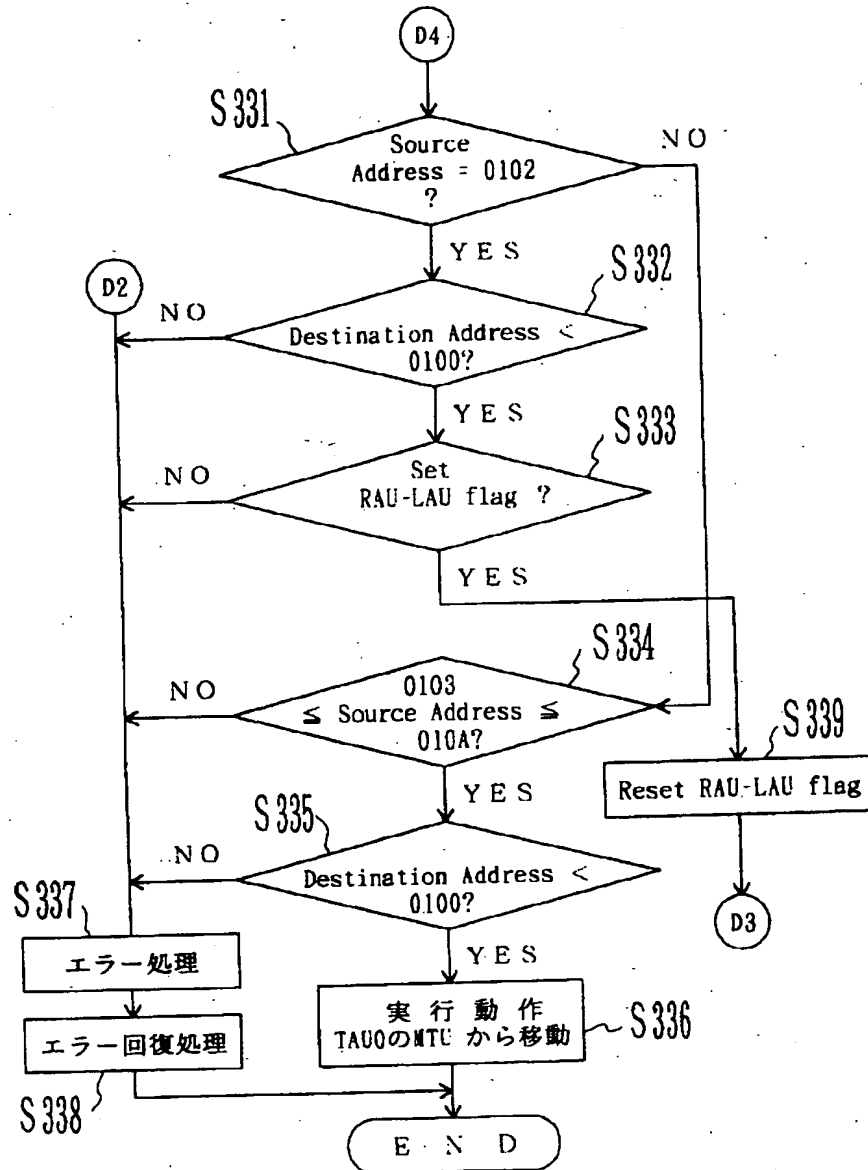 D4
S331
Source
Address = 0102
?
NO
YES
D2
S332
NO
Destination Address <
0100?
YES
S333
NO
Set
RAU-LAU flag ?
YES
S334
NO
0103
≦ Source Address ≦
010A?
S339
YES
Reset RAU-LAU flag
S335
NO
Destination Address <
0100?
D3
S337
YES
エラー処理
実行動作
TAU0のMTUから移動
S336
エラー回復処理
S338
END